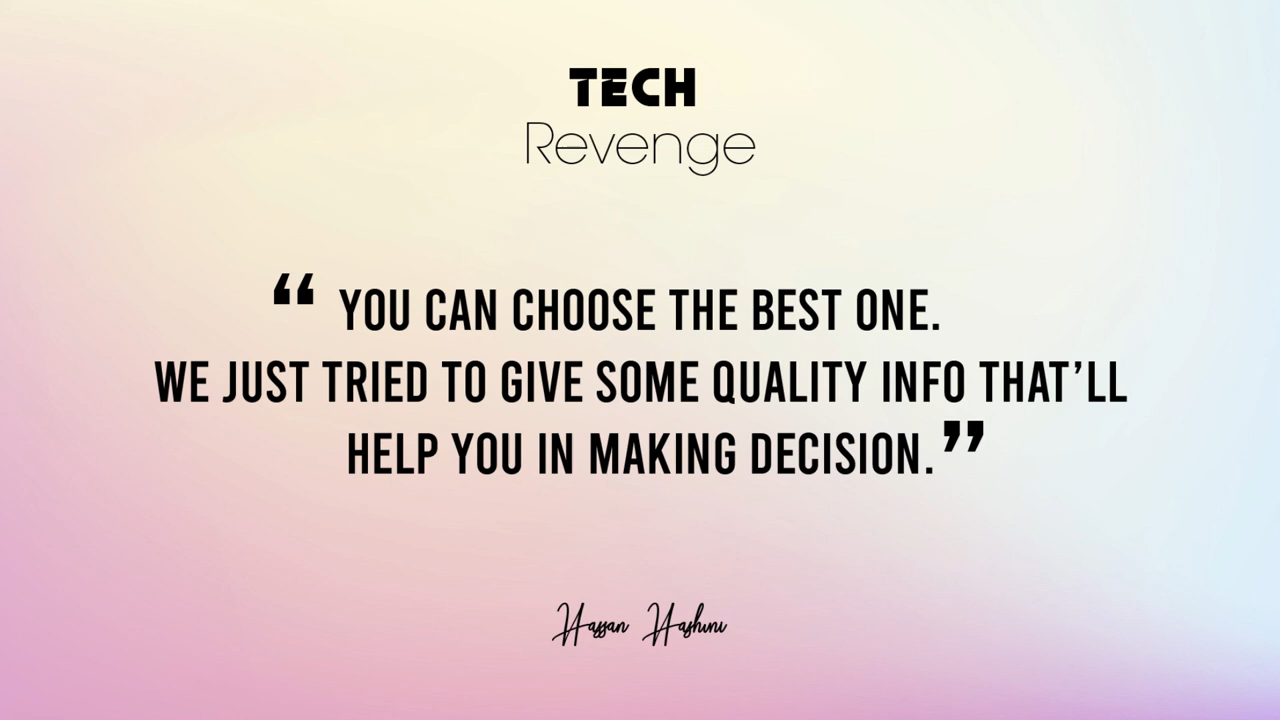 TECH
Revenge
“ YOU CAN CHOOSE THE BEST ONE.
WE JUST TRIED TO GIVE SOME QUALITY INFO THAT’LL
HELP YOU IN MAKING DECISION.”
Hassan Hashmi